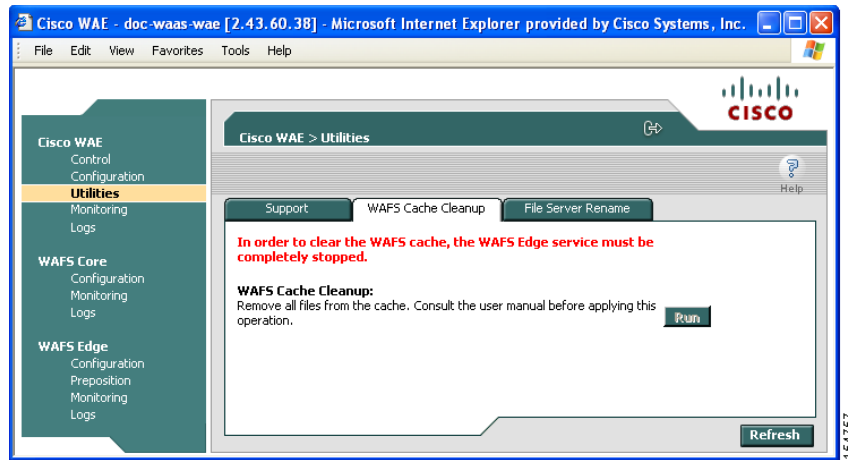 Cisco WAE - doc-waas-wae [2.43.60.38] - Microsoft Internet Explorer provided by Cisco Systems, Inc.
File Edit View Favorites Tools Help
CISCO
Cisco WAE > Utilities
Help
Cisco WAE
Control
Configuration
Utilities
Monitoring
Logs
WAFS Core
Configuration
Monitoring
Logs
WAFS Edge
Configuration
Preposition
Monitoring
Logs
Support WAFS Cache Cleanup File Server Rename
In order to clear the WAFS cache, the WAFS Edge service must be
completely stopped.
WAFS Cache Cleanup:
Remove all files from the cache. Consult the user manual before applying this
operation.
Run
Refresh
154757